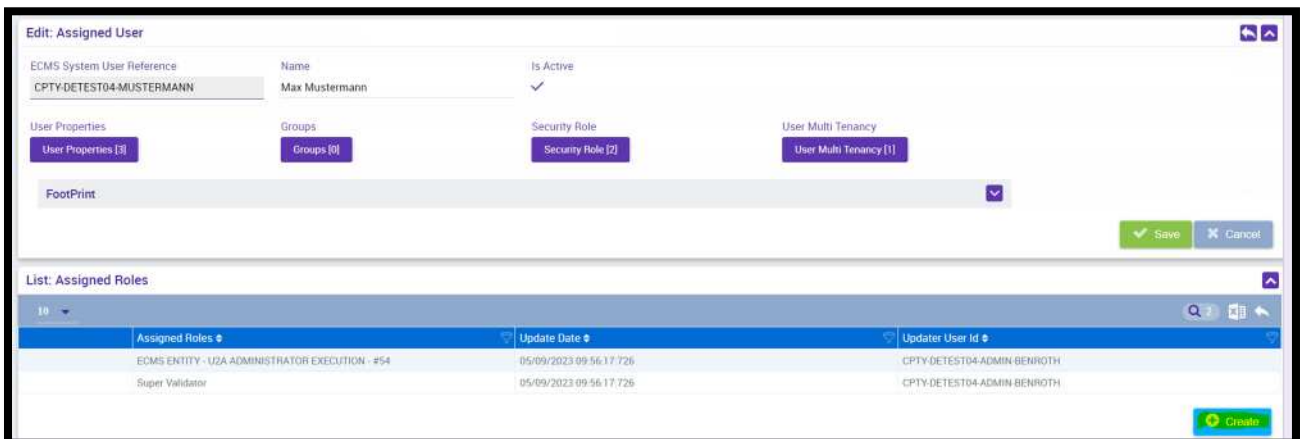 Edit: Assigned User
ECMS System User Reference Name Is Active
CPTY-DETEST04-MUSTERMANN Max Mustermann
User Properties Groups Security Role User Multi Tenancy
User Properties [3] Groups [0] Security Role [2] User Multi Tenancy [1]
FootPrint
Save Cancel
List: Assigned Roles
10 2
Assigned Roles Update Date Updater User Id
ECMS ENTITY - U2A ADMINISTRATOR EXECUTION - #54 05/09/2023 09:56:17:726 CPTY-DETEST04-ADMIN-BENROTH
Super Validator 05/09/2023 09:56:17:726 CPTY-DETEST04-ADMIN-BENROTH
Create